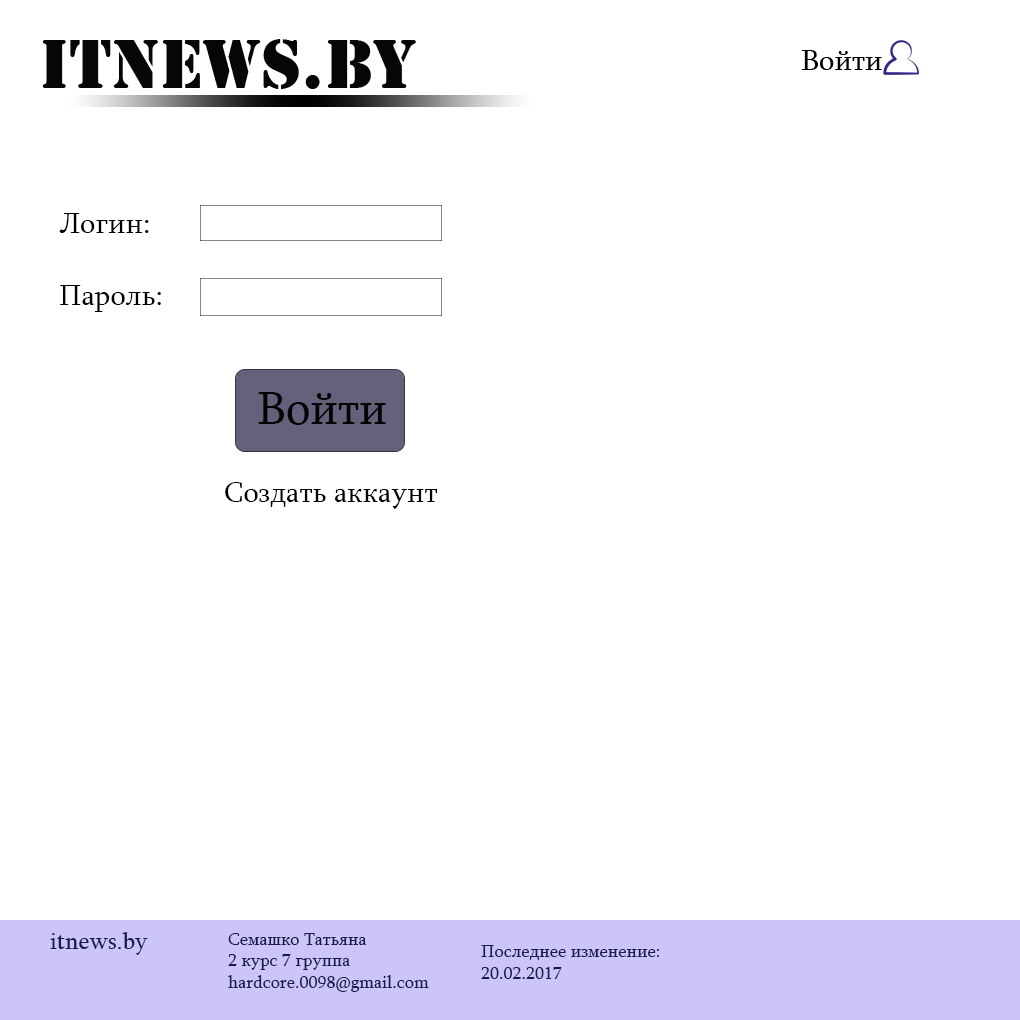 ITNEWS.BY
Войти
Логин:
Пароль:
Войти
Создать аккаунт
itnews.by
Семашко Татьяна
2 курс 7 группа
hardcore.0098@gmail.com
Последнее изменение:
20.02.2017